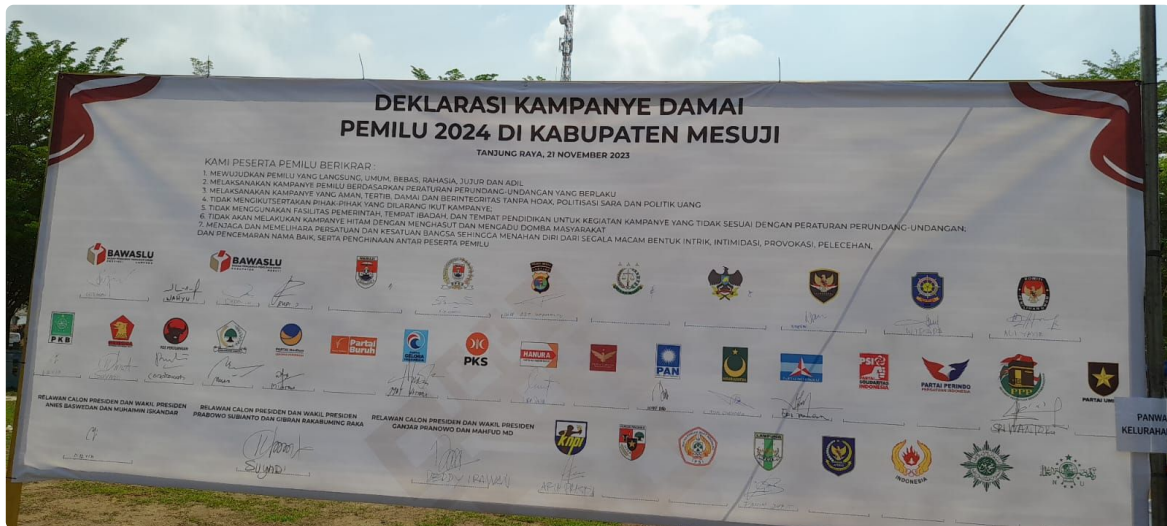 DEKLARASI KAMPANYE DAMAI
PEMILU 2024 DI KABUPATEN MESUJI
TANJUNG RAYA, 21 NOVEMBER 2023
KAMI PESERTA PEMILU BERIKRAR :
1. MEWUJUDKAN PEMILU YANG LANGSUNG, UMUM, BEBAS, RAHASIA, JUJUR DAN ADIL
2. MELAKSANAKAN KAMPANYE PEMILU BERDASARKAN PERATURAN PERUNDANG-UNDANGAN YANG BERLAKU
3. MELAKSANAKAN KAMPANYE YANG AMAN, TERTIB, DAMAI DAN BERINTEGRITAS TANPA HOAX, POLITISASI SARA DAN POLITIK UANG
4. TIDAK MENGIKUTSERTAKAN PIHAK-PIHAK YANG DILARANG IKUT KAMPANYE;
5. TIDAK MENGGUNAKAN FASILITAS PEMERINTAH, TEMPAT IBADAH, DAN TEMPAT PENDIDIKAN UNTUK KEGIATAN KAMPANYE YANG TIDAK SESUAI DENGAN PERATURAN PERUNDANG-UNDANGAN;
6. TIDAK AKAN MELAKUKAN KAMPANYE HITAM DENGAN MENGHASUT DAN MENGADU DOMBA MASYARAKAT
7. MENJAGA DAN MEMELIHARA PERSATUAN DAN KESATUAN BANGSA SEHINGGA MENAHAN DIRI DARI SEGALA MACAM BENTUK INTRIK, INTIMIDASI, PROVOKASI, PELECEHAN,
DAN PENCEMARAN NAMA BAIK, SERTA PENGHINAAN ANTAR PESERTA PEMILU
BAWASLU BAWASLU
WAHYU
PKB
Partai Buruh
PKS
HANURA
PAN
PSI
PARTAI SOLIDARITAS INDONESIA
PARTAI PERINDO
PPP
PARTAI UM
RELAWAN CALON PRESIDEN DAN WAKIL PRESIDEN
ANIES BASWEDAN DAN MUHAIMIN ISKANDAR
RELAWAN CALON PRESIDEN DAN WAKIL PRESIDEN
PRABOWO SUBIANTO DAN GIBRAN RAKABUMING RAKA
RELAWAN CALON PRESIDEN DAN WAKIL PRESIDEN
GANJAR PRANOWO DAN MAHFUD MD
SUYADI
knpi
INDONESIA
N U
PANWA
KELURAHA